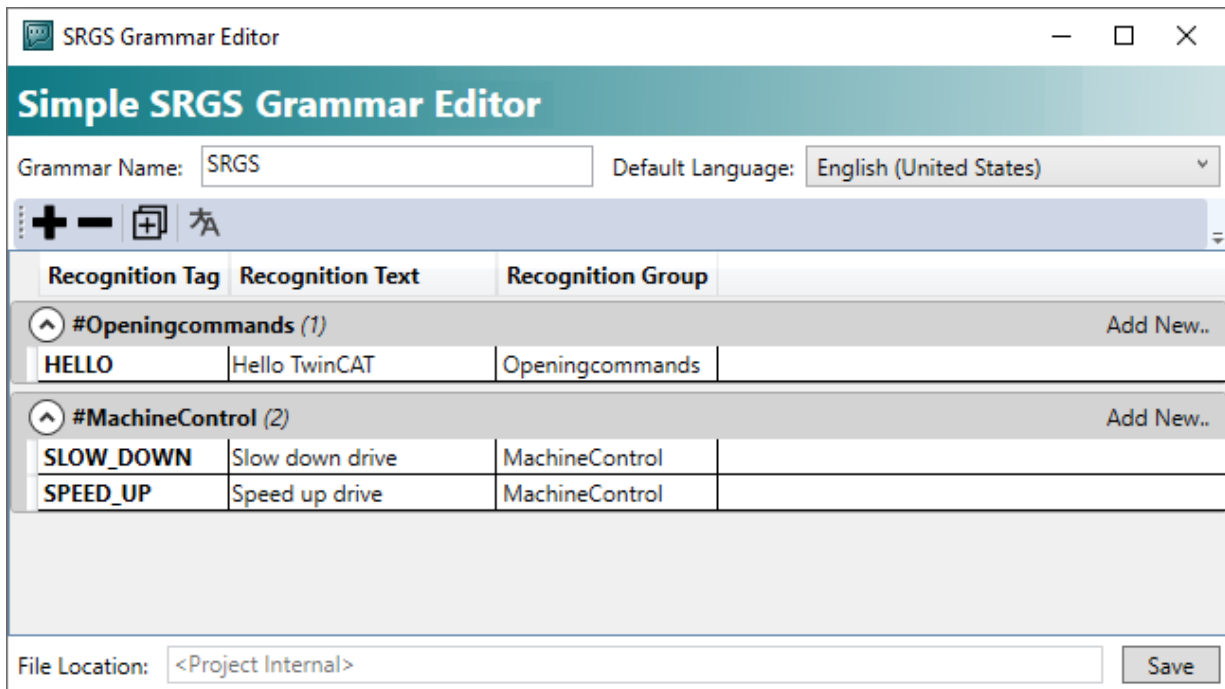 SRGS Grammar Editor
Simple SRGS Grammar Editor
Grammar Name: SRGS Default Language: English (United States)
Recognition Tag Recognition Text Recognition Group
#Openingcommands (1) Add New..
HELLO Hello TwinCAT Openingcommands
#MachineControl (2) Add New..
SLOW_DOWN Slow down drive MachineControl
SPEED_UP Speed up drive MachineControl
File Location: <Project Internal> Save